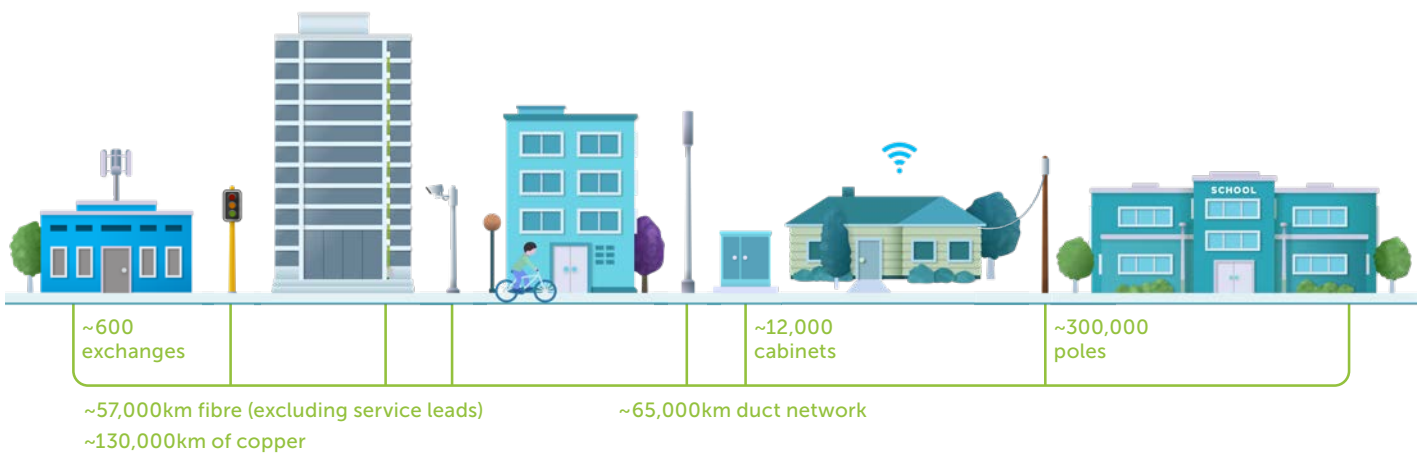 SCHOOL
~600
exchanges
~12,000
cabinets
~300,000
poles
~57,000km fibre (excluding service leads)
~65,000km duct network
~130,000km of copper